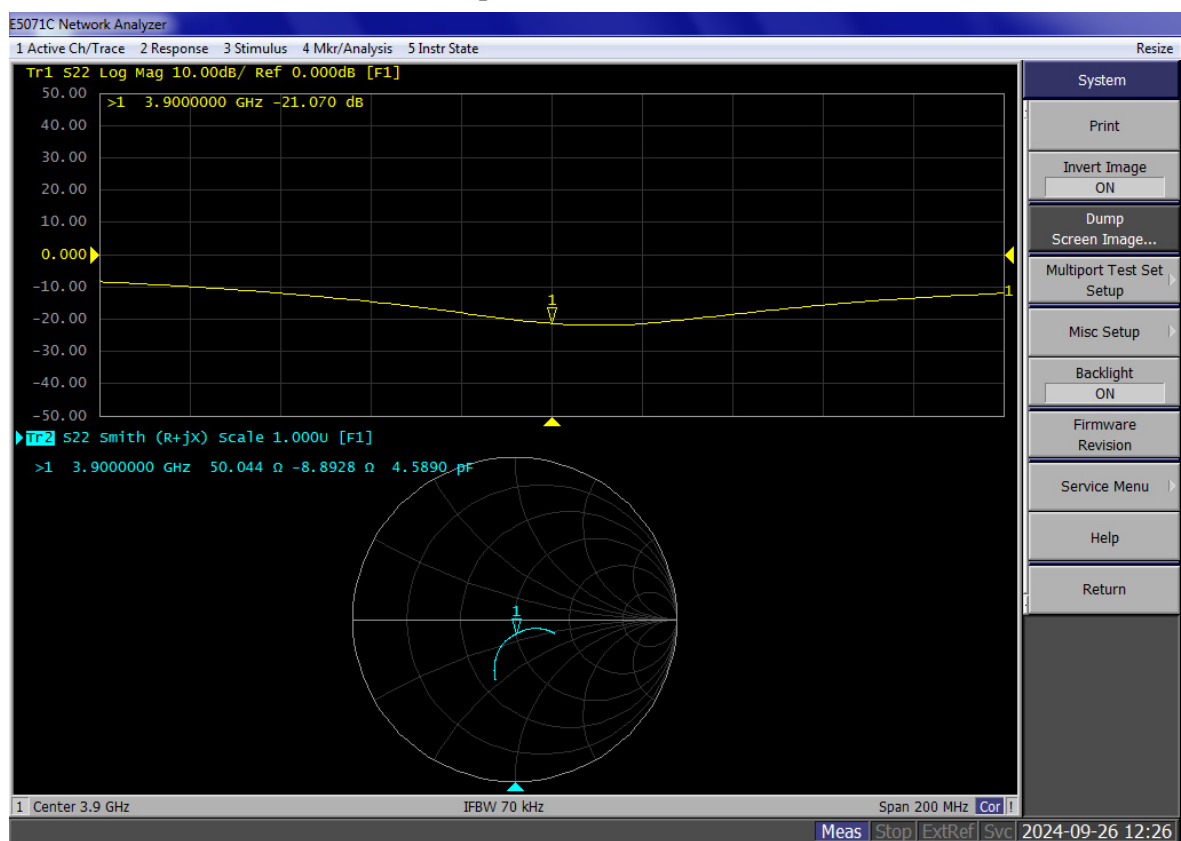 E5071C Network Analyzer
1 Active Ch/Trace 2 Response 3 Stimulus 4 Mkr/Analysis 5 Instr State
Resize
Tr1 S22 Log Mag 10.00dB/ Ref 0.000dB [F1]
50.00
>1 3.9000000 GHz -21.070 dB
40.00
30.00
20.00
10.00
0.000
-10.00
1
1
-20.00
-30.00
-40.00
-50.00
Tr2 S22 Smith (R+jX) Scale 1.000U [F1]
>1 3.9000000 GHz 50.044 Ω -8.8928 Ω 4.5890 pF
1
1 Center 3.9 GHz
IFBW 70 kHz
Span 200 MHz Cor !
System
Print
Invert Image
ON
Dump
Screen Image...
Multiport Test Set
Setup
Misc Setup
Backlight
ON
Firmware
Revision
Service Menu
Help
Return
Meas Stop ExtRef Svc 2024-09-26 12:26